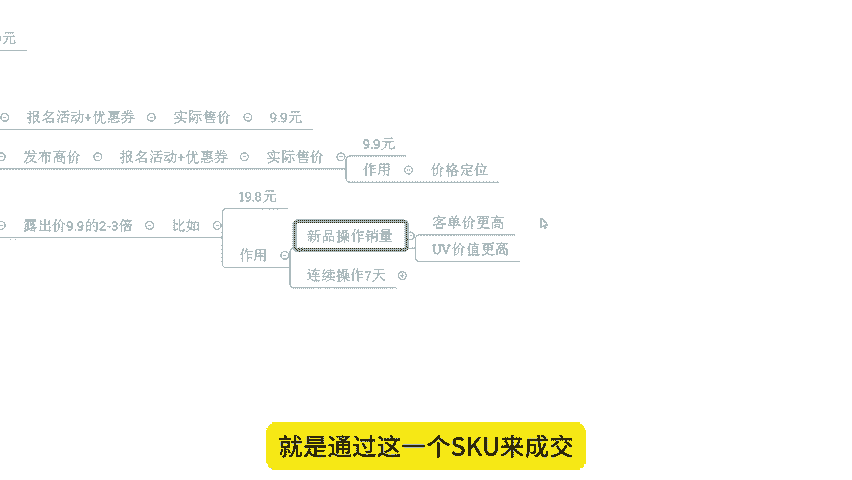 元
报名活动+优惠券 实际售价 9.9元
发布高价 报名活动+优惠券 实际售价 9.9元
作用 价格定位
露出价9.9的2-3倍 比如 19.8元
作用 新品操作销量 客单价更高
UV价值更高
连续操作7天
就是通过这一个SKU来成交